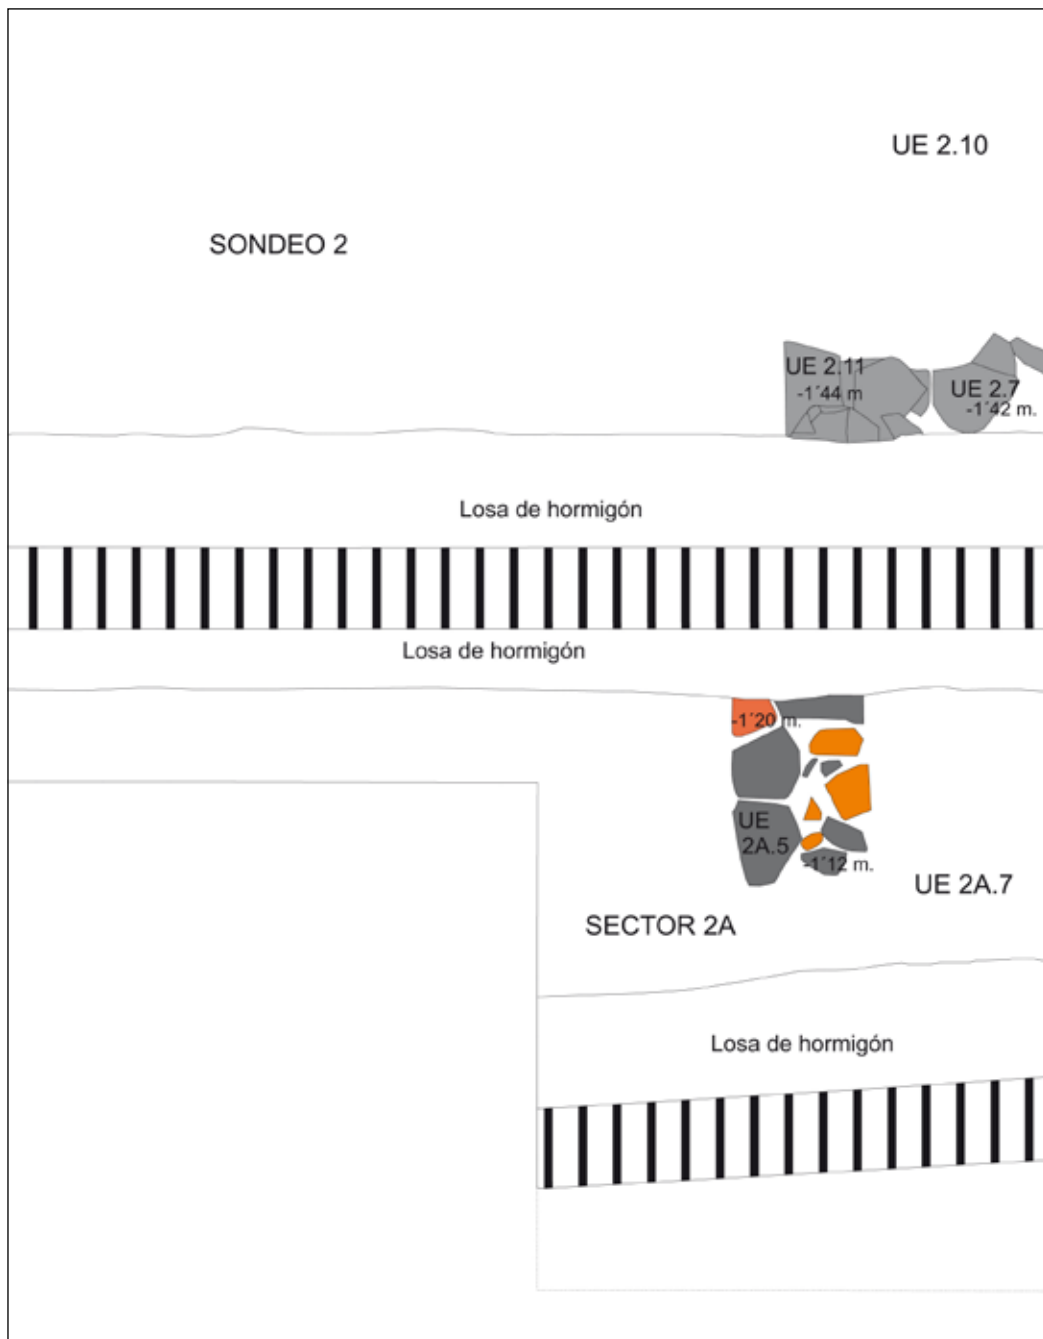 UE 2.10
SONDEO 2
UE 2.11
-1´44 m
UE 2.7
-1´42 m.
Losa de hormigón
Losa de hormigón
-1´20 m.
UE
2A.5
-1´12 m.
UE 2A.7
SECTOR 2A
Losa de hormigón